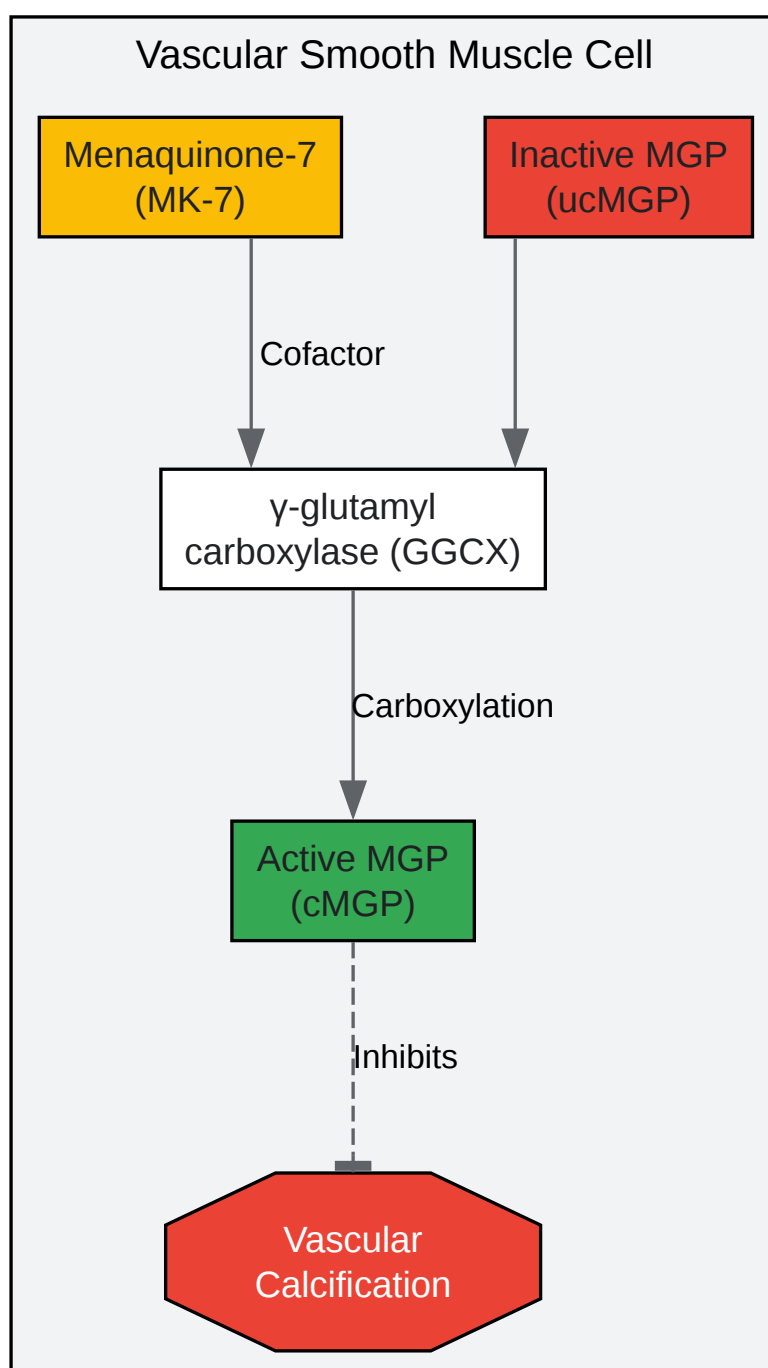 Vascular Smooth Muscle Cell
Menaquinone-7
(MK-7)
Inactive MGP
(ucMGP)
Cofactor
γ-glutamyl
carboxylase (GGCX)
Carboxylation
Active MGP
(cMGP)
Inhibits
Vascular
Calcification